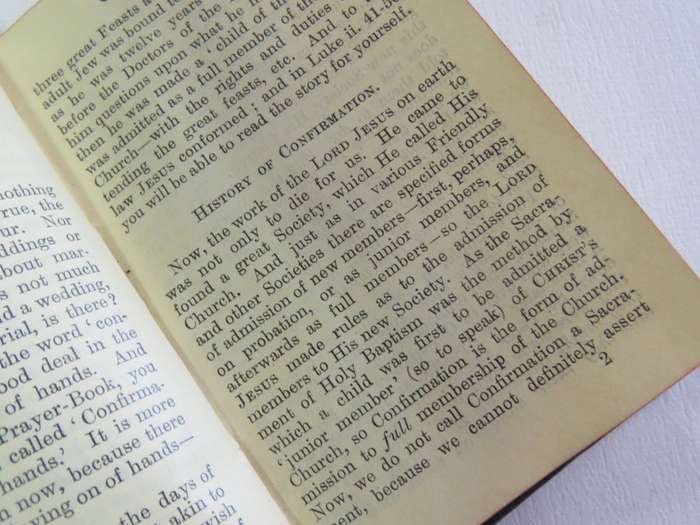 nothing
true, the
ur. Nor
ddings or
about mar.
s not much
d a wedding,
rial, is there?
the word 'con-
ood deal in the
of hands. And
Prayer-Book, you
called 'Confirma-
hands.' It is more
n now, because there
ying on of hands—
the days of
akin to
wish
of
three great Feasts a
adult Jew was bound to
as he was twelve years
before the Doctors of the
him questions upon what he
then he was made a 'child of the
was admitted as a full member of the
Church—with the rights and duties
tending the great feasts, etc. And to
law JESUS conformed; and in Luke ii. 41-50
you will be able to read the story for yourself.
HISTORY OF CONFIRMATION.
Now, the work of the LORD JESUS on earth
was not only to die for us. He came to
found a great Society, which He called His
Church. And just as in various Friendly
and other Societies there are specified forms
of admission of new members—first, perhaps,
on probation, or as junior members, and
afterwards as full members—so the LORD
JESUS made rules as to the admission of
members to His new Society. As the Sacra-
ment of Holy Baptism was the method by
which a child was first to be admitted a
'junior member,' (so to speak) of CHRIST'S
Church, so Confirmation is the form of ad-
mission to full membership of the Church.
Now, we do not call Confirmation a Sacra-
ment, because we cannot definitely assert
2